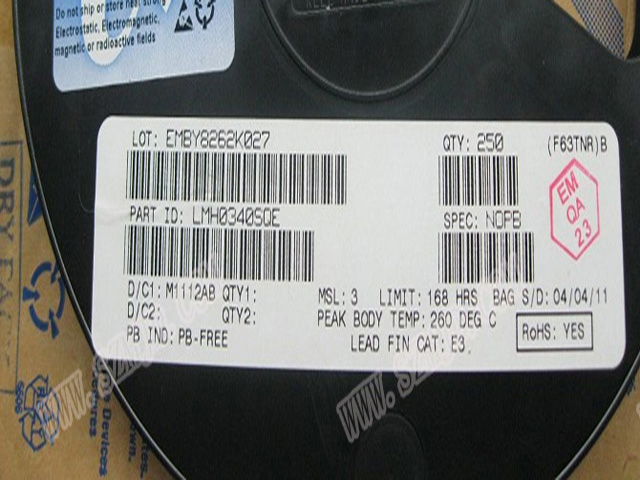 Do not ship or store near strong
Electrostatic, Electromagnetic,
magnetic or radioactive fields
LOT: EMBY8262K027
QTY: 250
(F63TNR)B
PART ID: LMH0340SQE
SPEC: NOPB
EM
QA
23
D/C1: M1112AB QTY1:
MSL: 3 LIMIT: 168 HRS BAG S/D: 04/04/11
D/C2: QTY2:
PEAK BODY TEMP: 260 DEG C
RoHS: YES
PB IND: PB-FREE
LEAD FIN CAT: E3
DRY
Devices